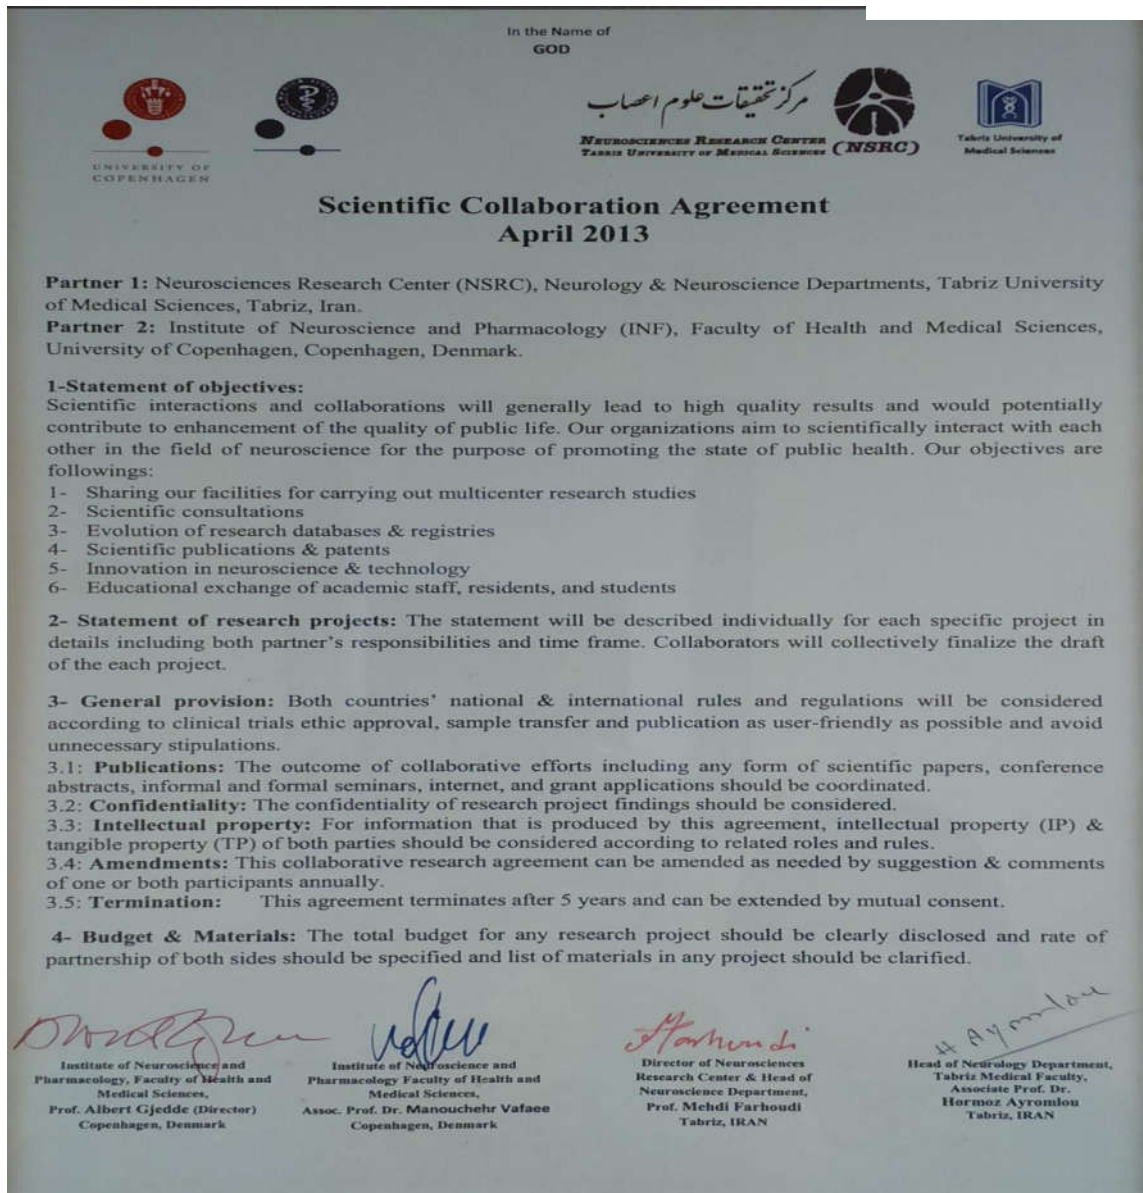 In the Name of
GOD
UNIVERSITY OF
COPENHAGEN
مرکز تحقیقات علوم اعصاب
NEUROSCIENCES RESEARCH CENTER
TABRIZ UNIVERSITY OF MEDICAL SCIENCES (NSRC)
Tabriz University of
Medical Sciences
Scientific Collaboration Agreement
April 2013
Partner 1: Neurosciences Research Center (NSRC), Neurology & Neuroscience Departments, Tabriz University
of Medical Sciences, Tabriz, Iran.
Partner 2: Institute of Neuroscience and Pharmacology (INF), Faculty of Health and Medical Sciences,
University of Copenhagen, Copenhagen, Denmark.
1-Statement of objectives:
Scientific interactions and collaborations will generally lead to high quality results and would potentially
contribute to enhancement of the quality of public life. Our organizations aim to scientifically interact with each
other in the field of neuroscience for the purpose of promoting the state of public health. Our objectives are
followings:
1- Sharing our facilities for carrying out multicenter research studies
2- Scientific consultations
3- Evolution of research databases & registries
4- Scientific publications & patents
5- Innovation in neuroscience & technology
6- Educational exchange of academic staff, residents, and students
2- Statement of research projects: The statement will be described individually for each specific project in
details including both partner's responsibilities and time frame. Collaborators will collectively finalize the draft
of the each project.
3- General provision: Both countries' national & international rules and regulations will be considered
according to clinical trials ethic approval, sample transfer and publication as user-friendly as possible and avoid
unnecessary stipulations.
3.1: Publications: The outcome of collaborative efforts including any form of scientific papers, conference
abstracts, informal and formal seminars, internet, and grant applications should be coordinated.
3.2: Confidentiality: The confidentiality of research project findings should be considered.
3.3: Intellectual property: For information that is produced by this agreement, intellectual property (IP) &
tangible property (TP) of both parties should be considered according to related roles and rules.
3.4: Amendments: This collaborative research agreement can be amended as needed by suggestion & comments
of one or both participants annually.
3.5: Termination: This agreement terminates after 5 years and can be extended by mutual consent.
4- Budget & Materials: The total budget for any research project should be clearly disclosed and rate of
partnership of both sides should be specified and list of materials in any project should be clarified.
Institute of Neuroscience and
Pharmacology, Faculty of Health and
Medical Sciences,
Prof. Albert Gjedde (Director)
Copenhagen, Denmark
Institute of Neuroscience and
Pharmacology Faculty of Health and
Medical Sciences,
Assoc. Prof. Dr. Manouchehr Vafaee
Copenhagen, Denmark
Farhoudi
Director of Neurosciences
Research Center & Head of
Neuroscience Department,
Prof. Mehdi Farhoudi
Tabriz, IRAN
H Ayromlou
Head of Neurology Department,
Tabriz Medical Faculty,
Associate Prof. Dr.
Hormoz Ayromlou
Tabriz, IRAN